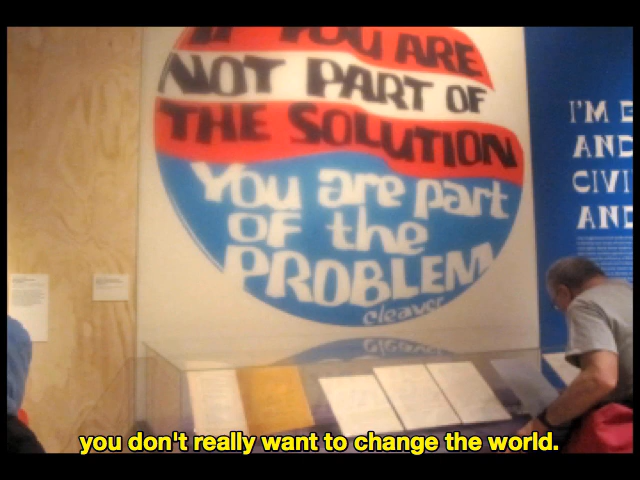 IF YOU ARE
NOT PART OF
THE SOLUTION
You are part
OF the
PROBLEM
cleaver
I'M
AND
CIVI
AND
you don't really want to change the world.